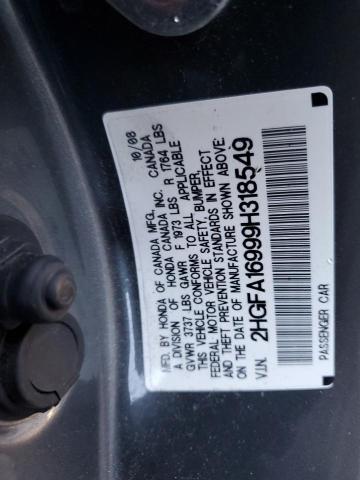 MFD. BY HONDA OF CANADA MFG. 10/08
A DIVISION OF HONDA CANADA INC. CANADA
GVWR 3737 LBS GAWR F 1973 LBS R 1764 LBS
THIS VEHICLE CONFORMS TO ALL APPLICABLE
FEDERAL MOTOR VEHICLE SAFETY, BUMPER,
AND THEFT PREVENTION STANDARDS IN EFFECT
ON THE DATE OF MANUFACTURE SHOWN ABOVE.
V.I.N. 2HGFA16999H318549
PASSENGER CAR